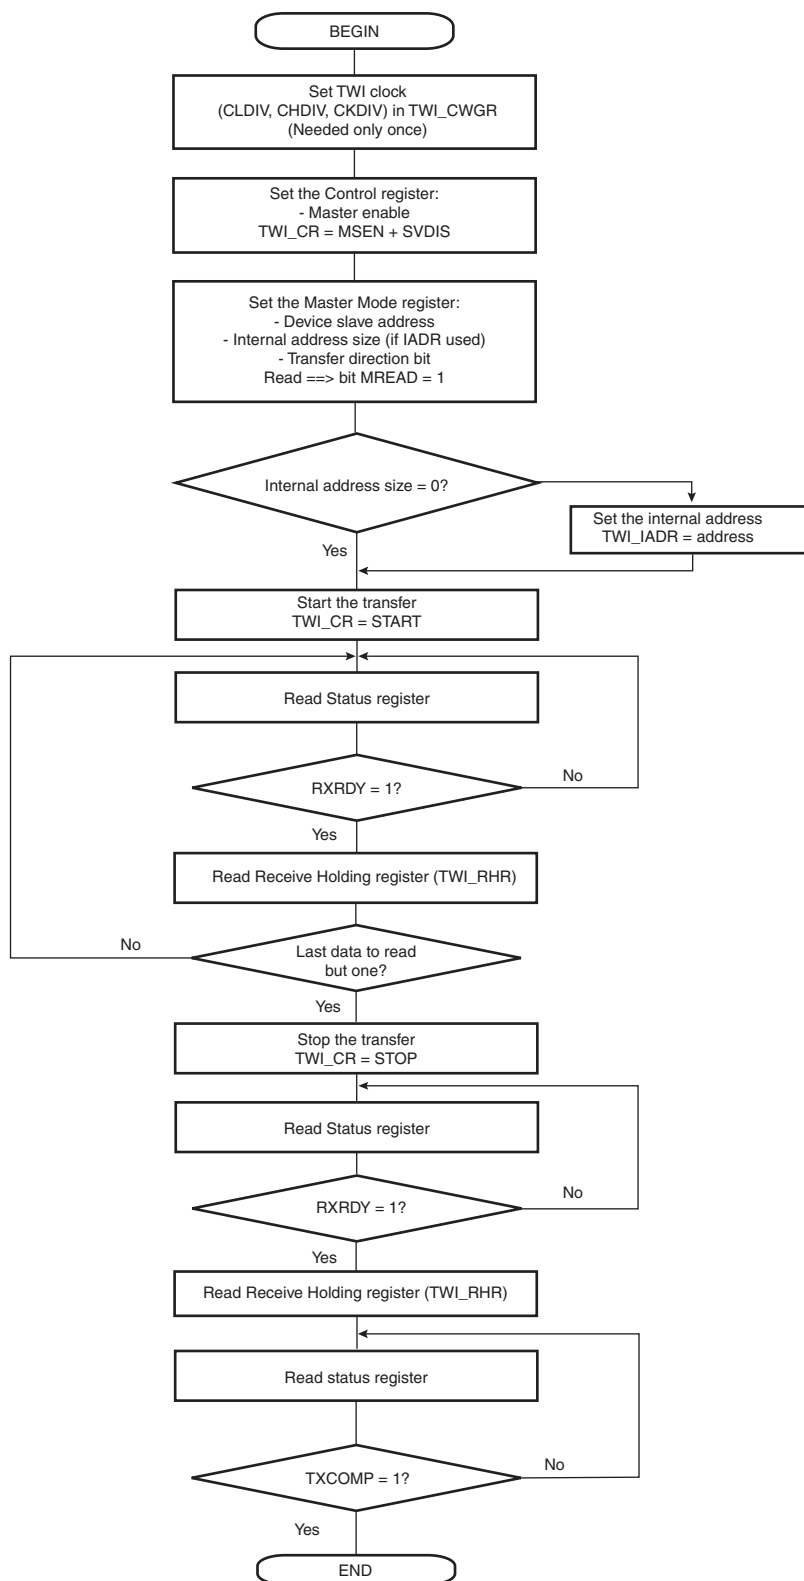 BEGIN
Set TWI clock
(CLDIV, CHDIV, CKDIV) in TWI_CWGR
(Needed only once)
Set the Control register:
- Master enable
TWI_CR = MSEN + SVDIS
Set the Master Mode register:
- Device slave address
- Internal address size (if IADR used)
- Transfer direction bit
Read ==> bit MREAD = 1
Internal address size = 0?
Set the internal address
TWI_IADR = address
Yes
Start the transfer
TWI_CR = START
Read Status register
RXRDY = 1?
No
Yes
Read Receive Holding register (TWI_RHR)
No
Last data to read
but one?
Yes
Stop the transfer
TWI_CR = STOP
Read Status register
RXRDY = 1?
No
Yes
Read Receive Holding register (TWI_RHR)
Read status register
TXCOMP = 1?
No
Yes
END